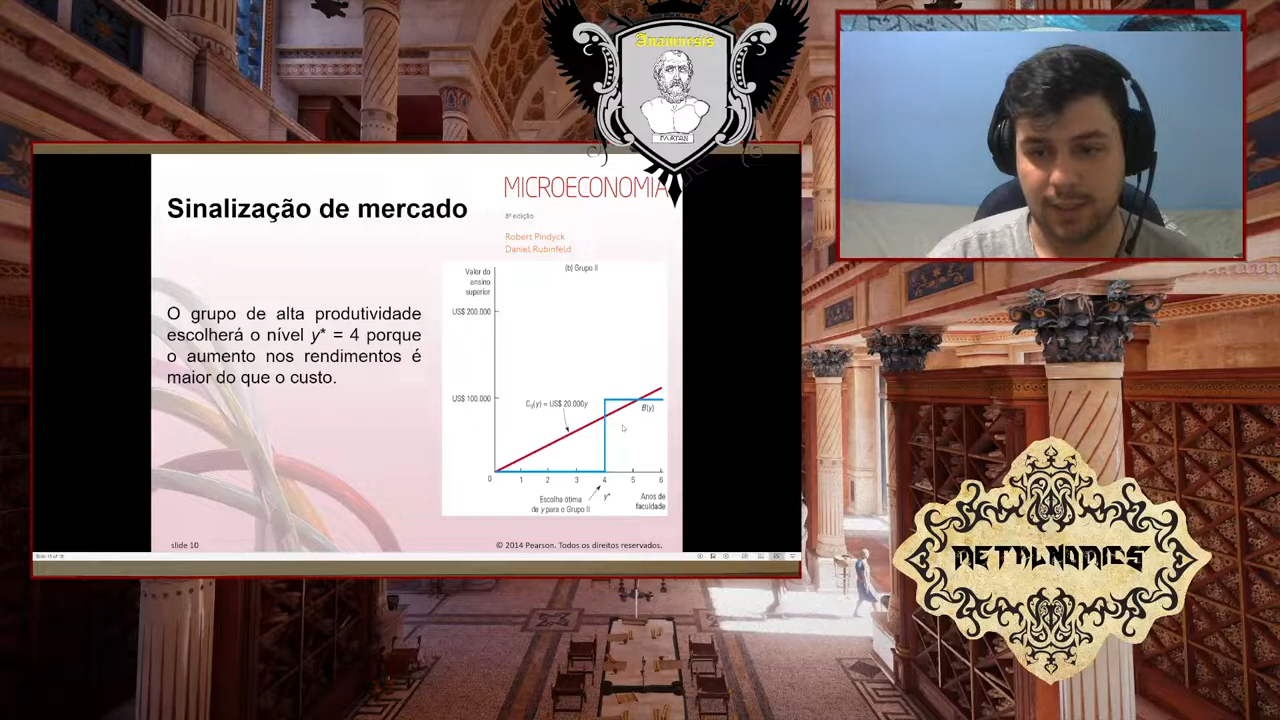 Anamnesis
PLATÃO
MICROECONOMIA
8ª edição
Robert Pindyck
Daniel Rubinfeld
Sinalização de mercado
O grupo de alta produtividade
escolherá o nível y* = 4 porque
o aumento nos rendimentos é
maior do que o custo.
(b) Grupo II
Valor do
ensino
superior
US$ 200.000
US$ 100.000
C_II(y) = US$ 20.000y
B(y)
0 1 2 3 4 5 6
y*
Escolha ótima
de y para o Grupo II
Anos de
faculdade
slide 10
© 2014 Pearson. Todos os direitos reservados.
METALNOMICS